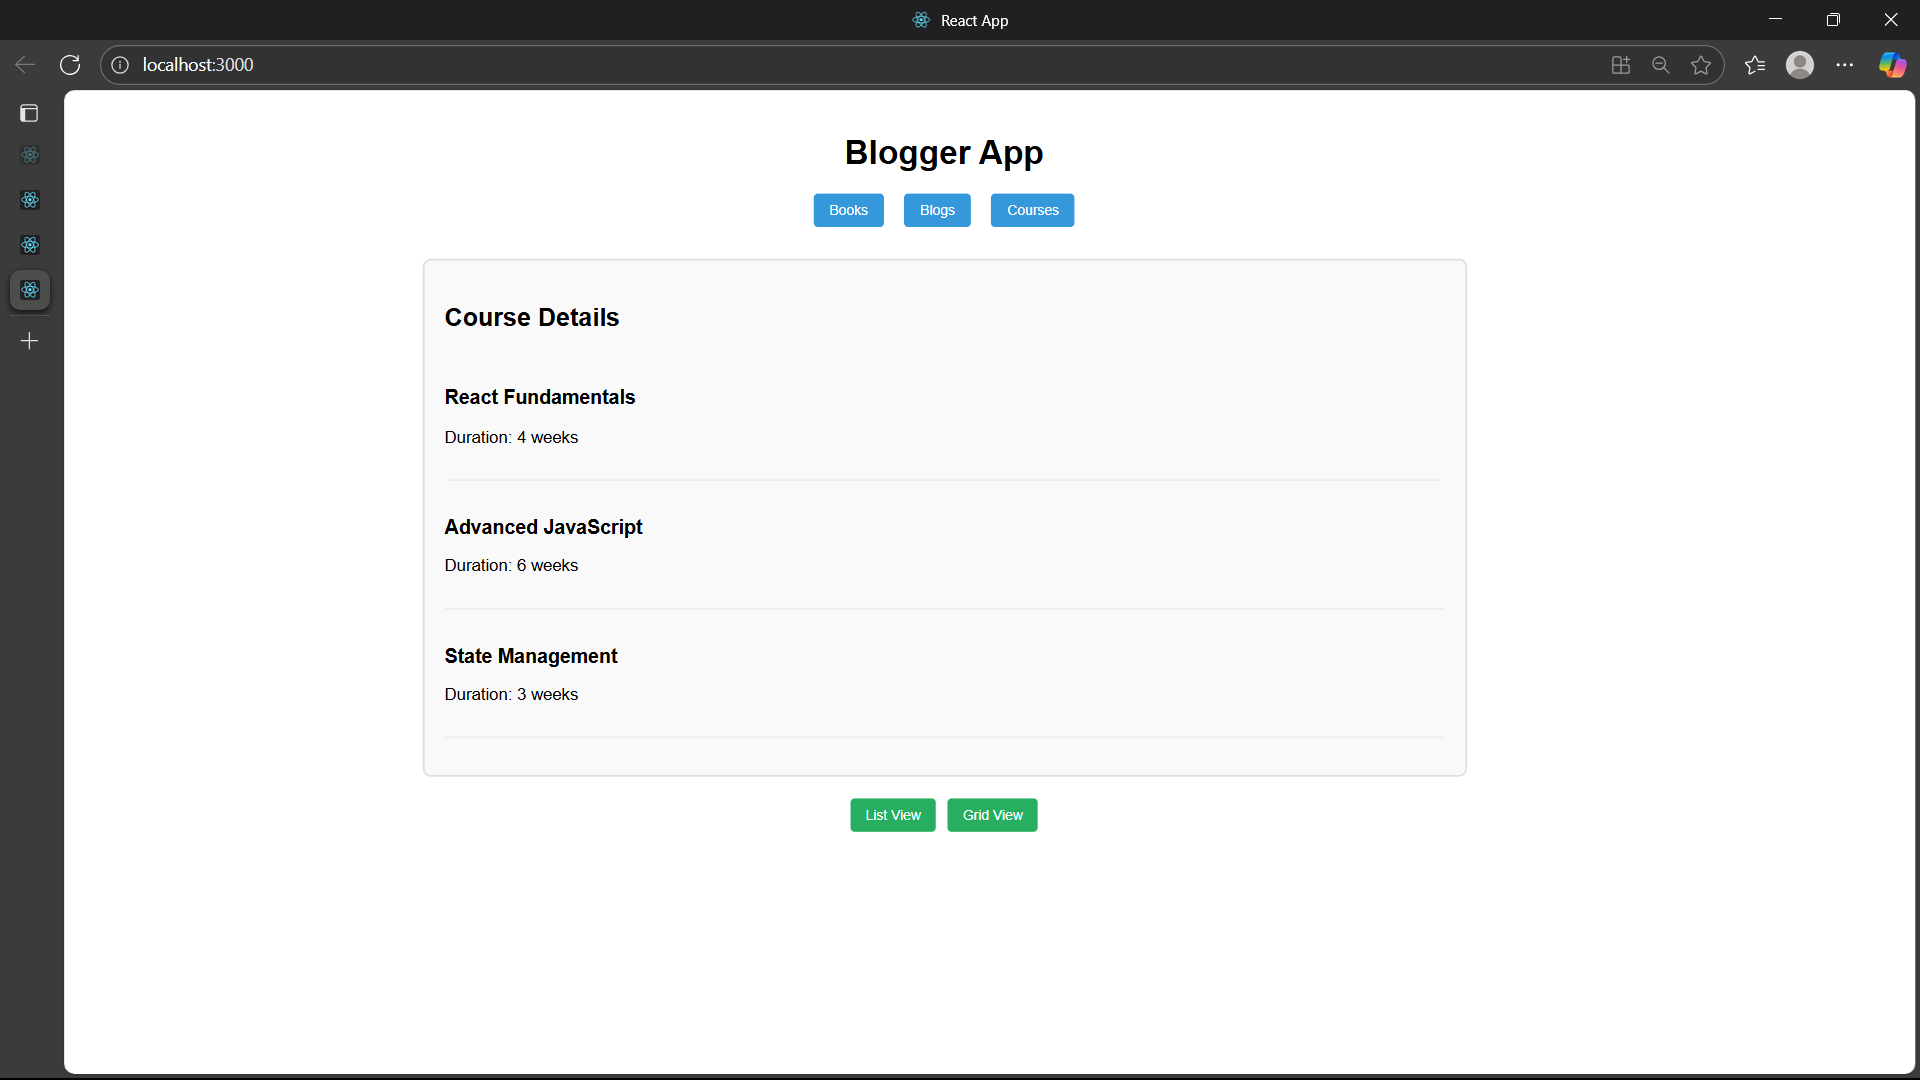 React App
localhost:3000
Blogger App
Books Blogs Courses
Course Details
React Fundamentals
Duration: 4 weeks
Advanced JavaScript
Duration: 6 weeks
State Management
Duration: 3 weeks
List View Grid View